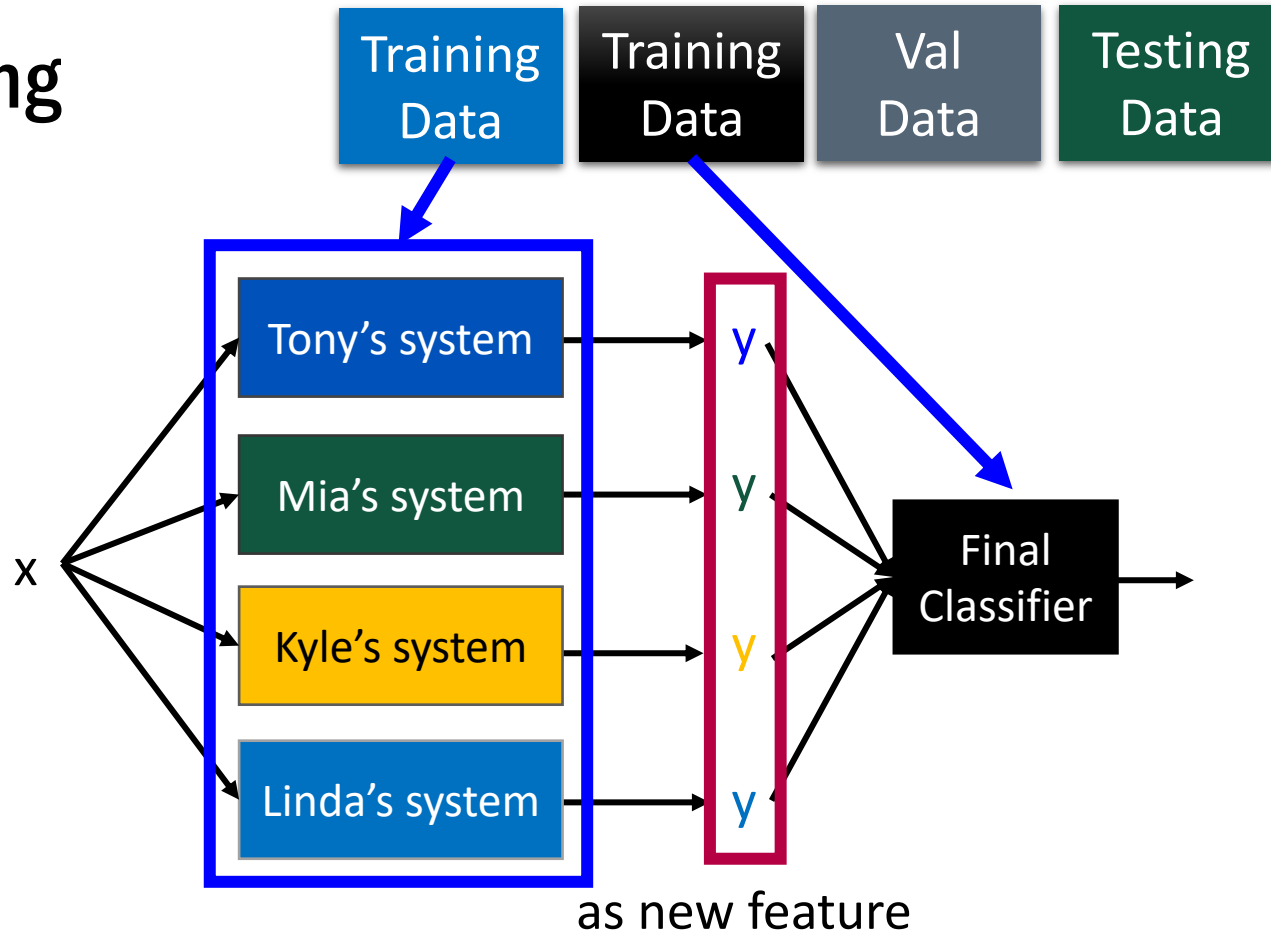 ng
Training
Data
Training
Data
Val
Data
Testing
Data
Tony's system
y
Mia's system
y
x
Final
Classifier
Kyle's system
y
Linda's system
y
as new feature